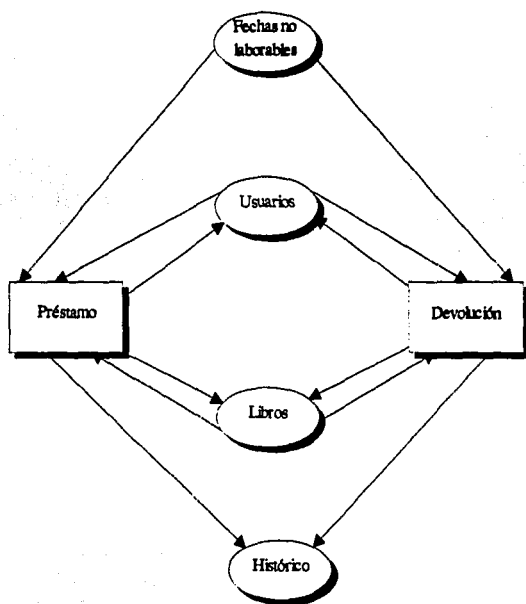 Fechas no
laborables
Usuarios
Préstamo
Devolución
Libros
Histórico